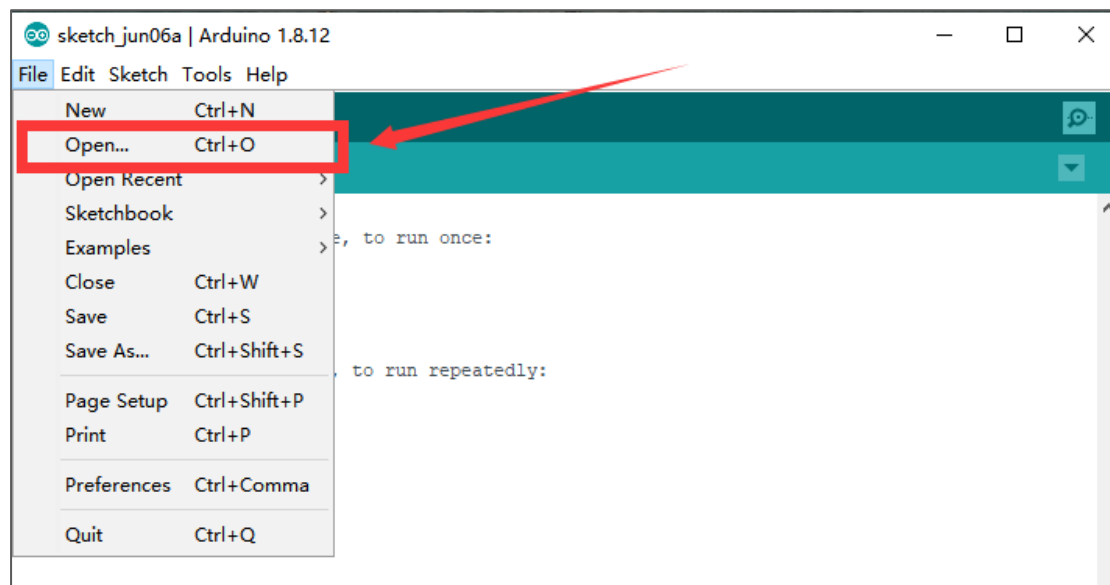 sketch_jun06a | Arduino 1.8.12
File Edit Sketch Tools Help
New Ctrl+N
Open... Ctrl+O
Open Recent
Sketchbook
Examples
Close Ctrl+W
Save Ctrl+S
Save As... Ctrl+Shift+S
Page Setup Ctrl+Shift+P
Print Ctrl+P
Preferences Ctrl+Comma
Quit Ctrl+Q
, to run once:
, to run repeatedly: